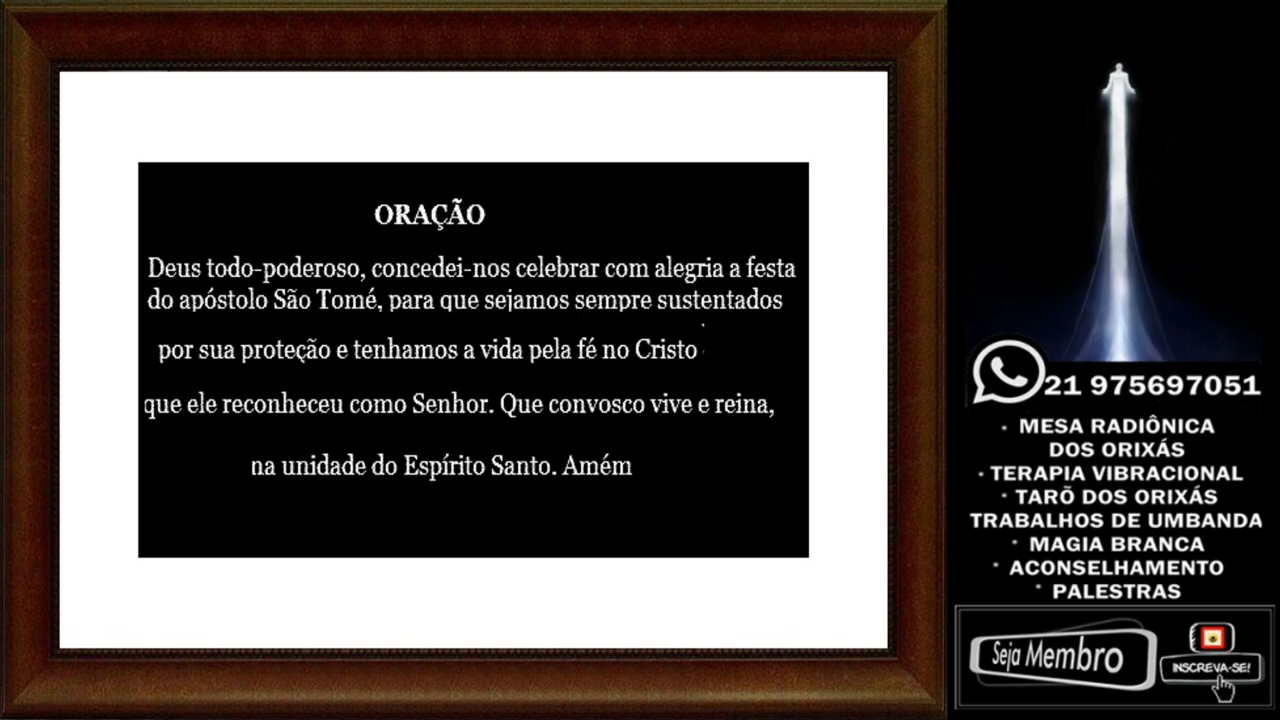 ORAÇÃO
Deus todo-poderoso, concedei-nos celebrar com alegria a festa
do apóstolo São Tomé, para que sejamos sempre sustentados
por sua proteção e tenhamos a vida pela fé no Cristo
que ele reconheceu como Senhor. Que convosco vive e reina,
na unidade do Espírito Santo. Amém
21 975697051
• MESA RADIÔNICA
DOS ORIXÁS
• TERAPIA VIBRACIONAL
• TARÕ DOS ORIXÁS
TRABALHOS DE UMBANDA
• MAGIA BRANCA
• ACONSELHAMENTO
• PALESTRAS
Seja Membro
INSCREVA-SE!